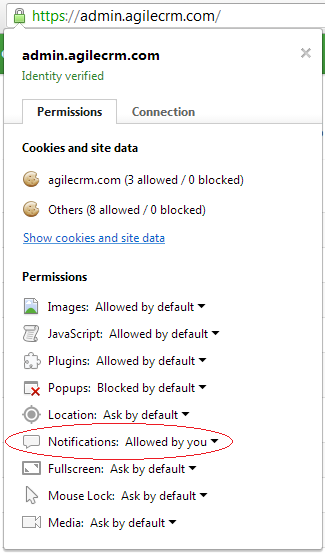 https://admin.agilecrm.com/
admin.agilecrm.com
Identity verified
Permissions
Connection
Cookies and site data
agilecrm.com (3 allowed / 0 blocked)
Others (8 allowed / 0 blocked)
Show cookies and site data
Permissions
Images: Allowed by default
JavaScript: Allowed by default
Plugins: Allowed by default
Popups: Blocked by default
Location: Ask by default
Notifications: Allowed by you
Fullscreen: Ask by default
Mouse Lock: Ask by default
Media: Ask by default